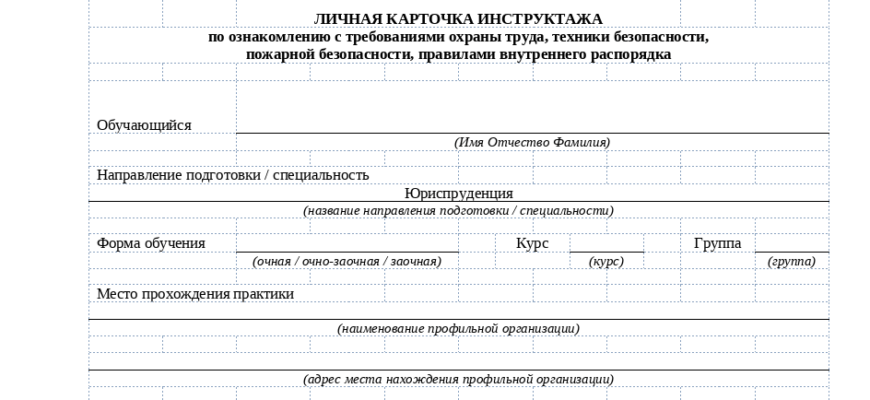 ЛИЧНАЯ КАРТОЧКА ИНСТРУКТАЖА
по ознакомлению с требованиями охраны труда, техники безопасности,
пожарной безопасности, правилами внутреннего распорядка
Обучающийся
(Имя Отчество Фамилия)
Направление подготовки / специальность
Юриспруденция
(название направления подготовки / специальности)
Форма обучения Курс Группа
(очная / очно-заочная / заочная) (курс) (группа)
Место прохождения практики
(наименование профильной организации)
(адрес места нахождения профильной организации)